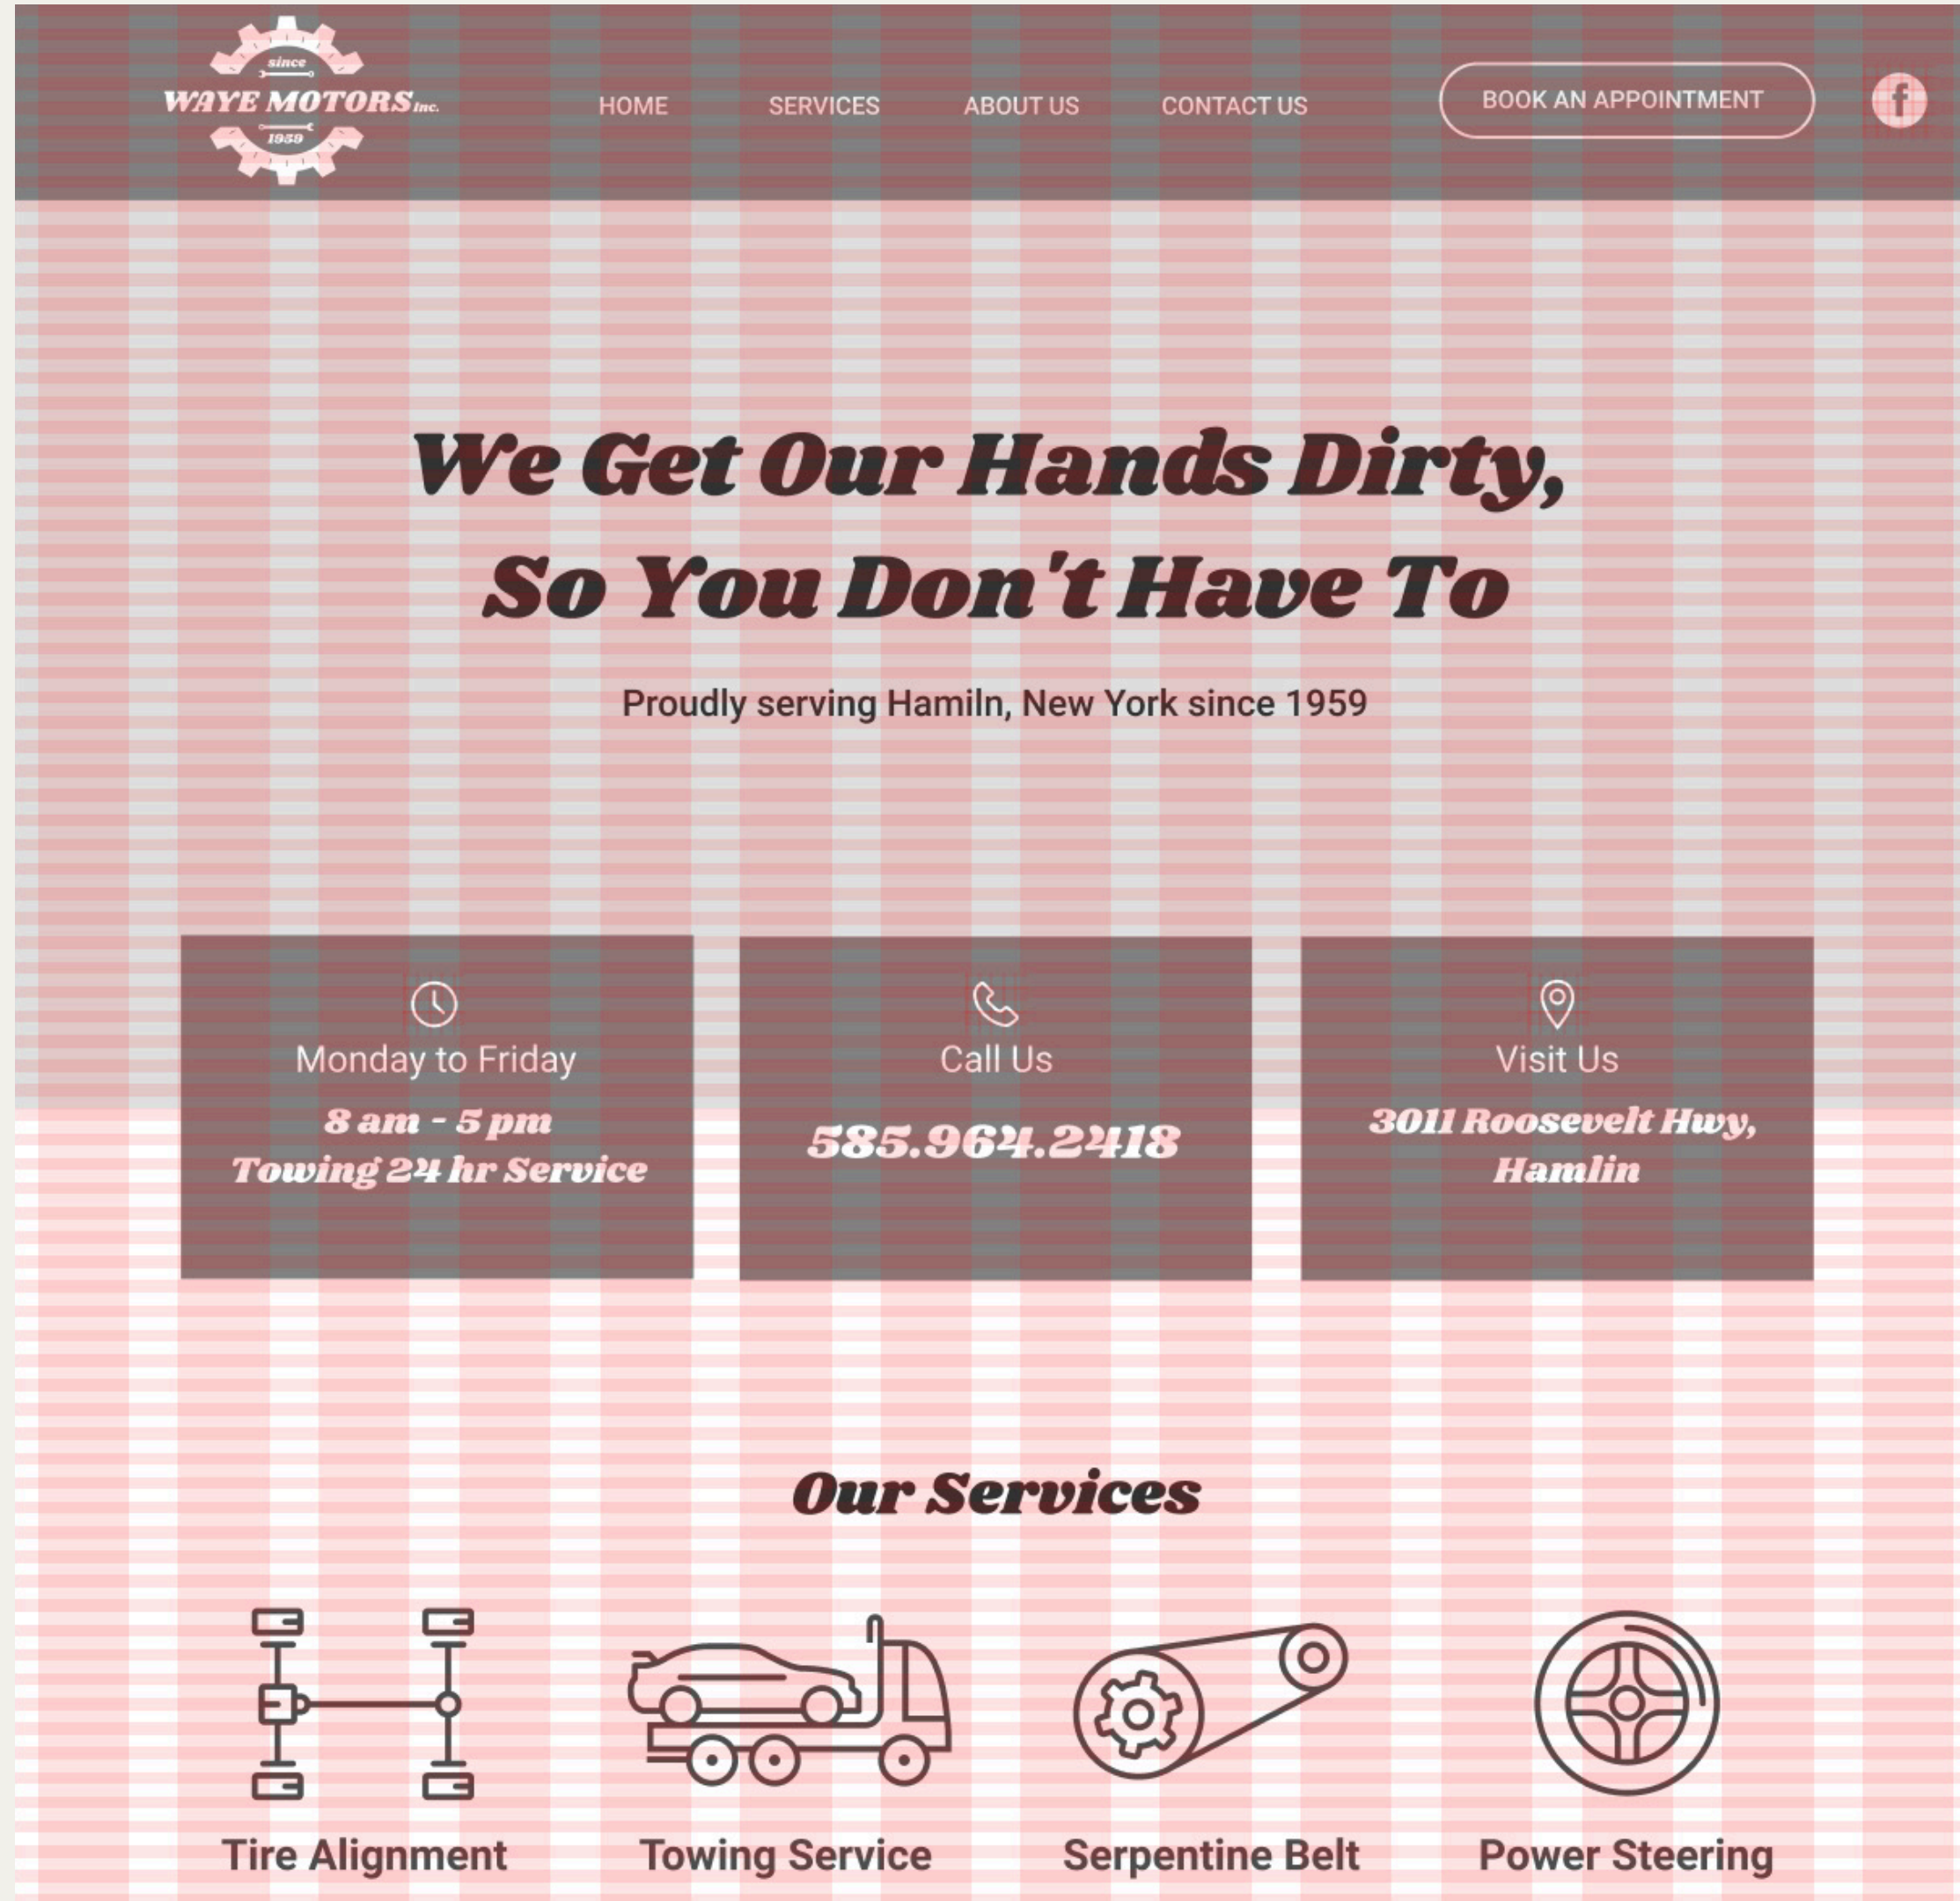 since
WAYE MOTORS Inc.
1959
HOME
SERVICES
ABOUT US
CONTACT US
BOOK AN APPOINTMENT
f
We Get Our Hands Dirty,
So You Don't Have To
Proudly serving Hamiln, New York since 1959
Monday to Friday
8 am - 5 pm
Towing 24 hr Service
Call Us
585.964.2418
Visit Us
3011 Roosevelt Hwy,
Hamlin
Our Services
Tire Alignment
Towing Service
Serpentine Belt
Power Steering